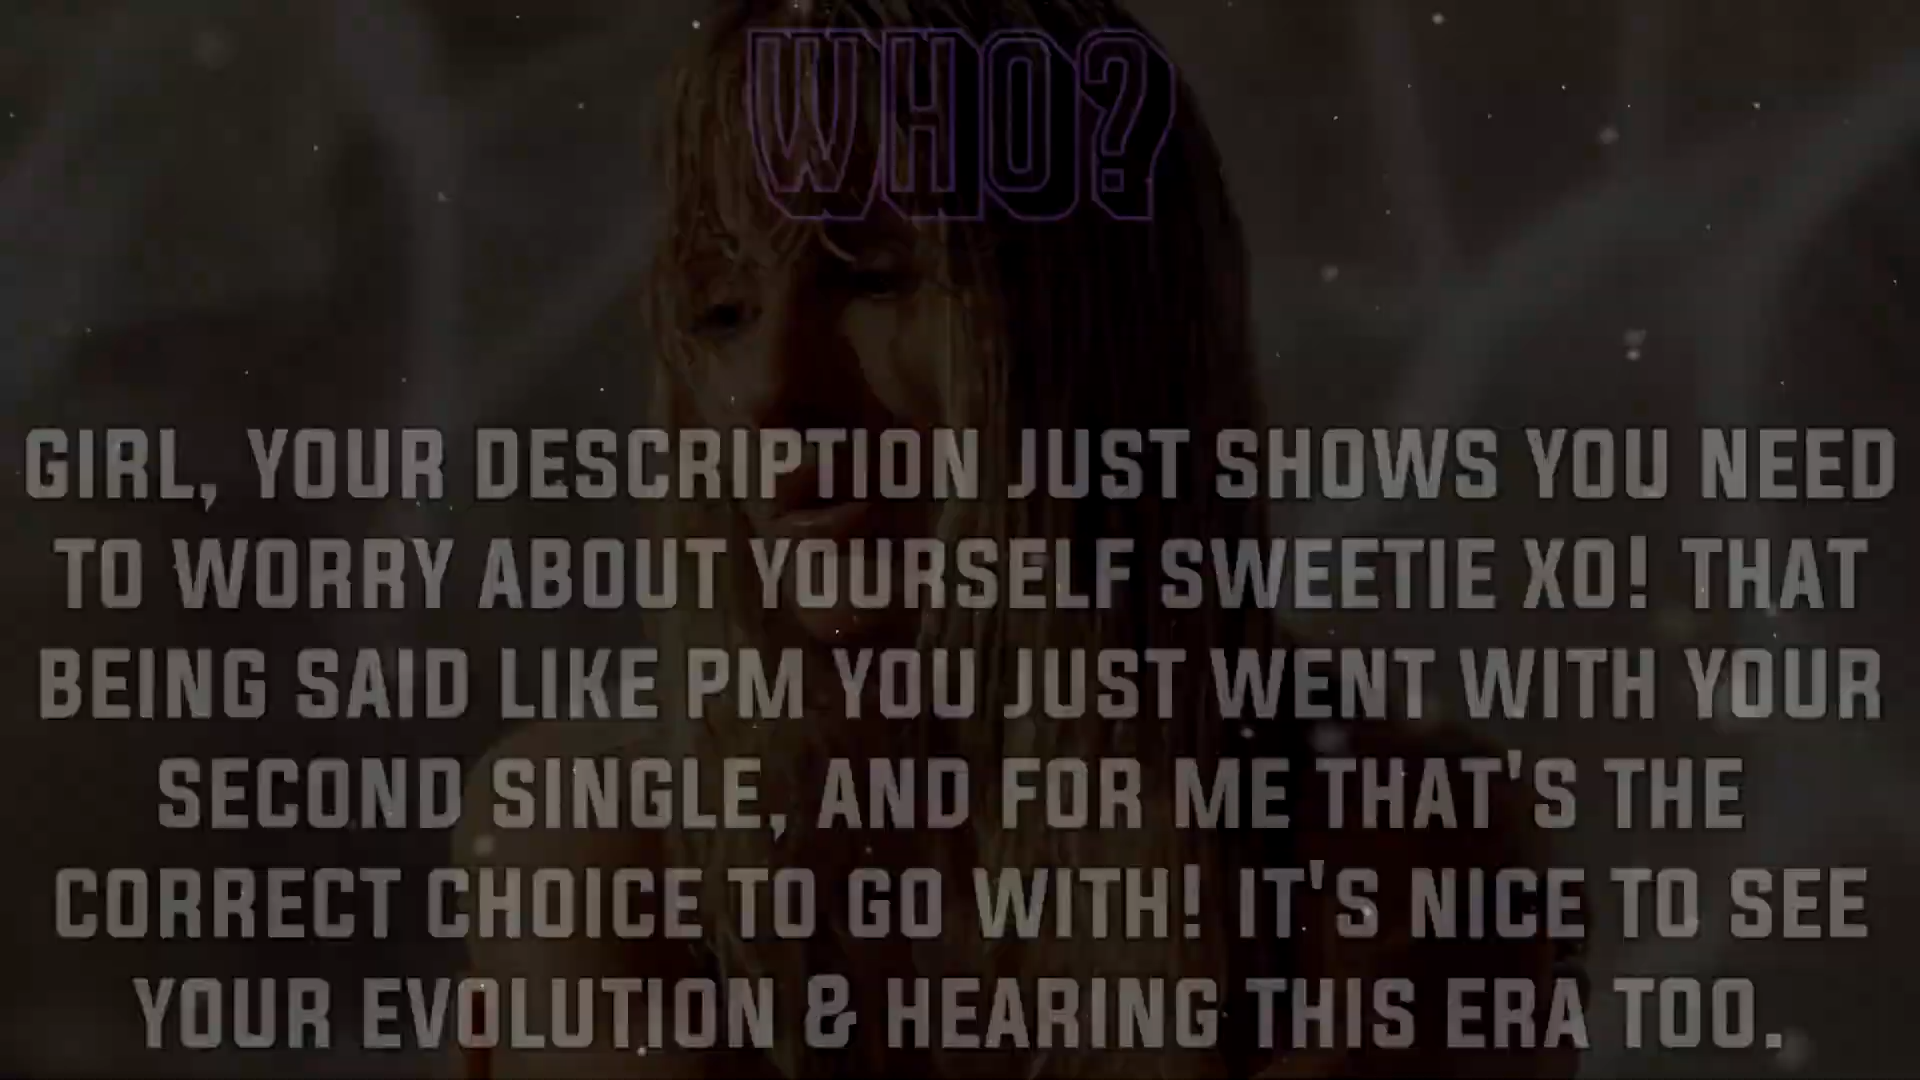 WHO?
GIRL, YOUR DESCRIPTION JUST SHOWS YOU NEED
TO WORRY ABOUT YOURSELF SWEETIE XO! THAT
BEING SAID LIKE PM YOU JUST WENT WITH YOUR
SECOND SINGLE, AND FOR ME THAT'S THE
CORRECT CHOICE TO GO WITH! IT'S NICE TO SEE
YOUR EVOLUTION & HEARING THIS ERA TOO.